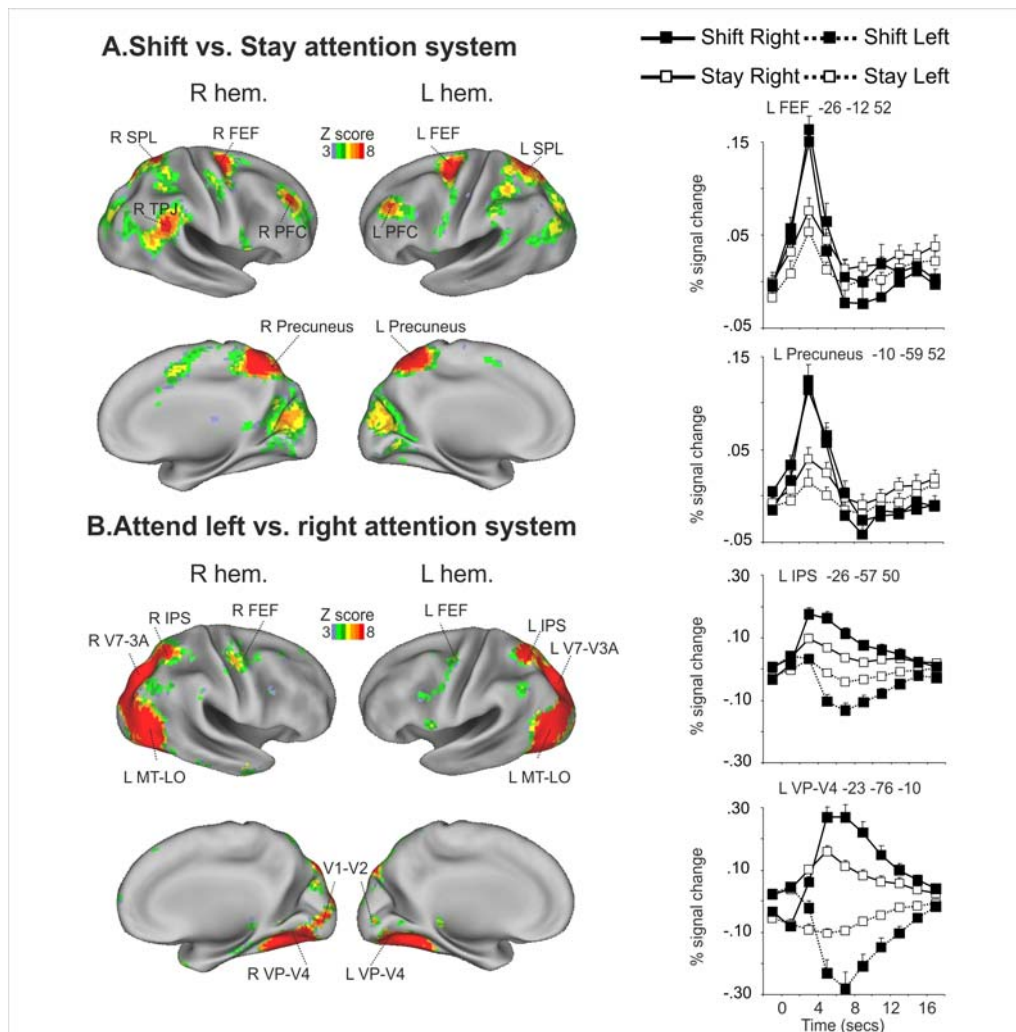 A.Shift vs. Stay attention system
R hem.
L hem.
R SPL
R FEF
Z score
3 8
L FEF
L SPL
R TPJ
R PFC
L PFC
R Precuneus
L Precuneus
B.Attend left vs. right attention system
R hem.
L hem.
R IPS
R FEF
Z score
3 8
L FEF
L IPS
R V7-3A
L V7-V3A
L MT-LO
L MT-LO
V1-V2
R VP-V4
L VP-V4
Shift Right
Shift Left
Stay Right
Stay Left
L FEF -26 -12 52
.15
.05
-.05
% signal change
L Precuneus -10 -59 52
.15
.05
-.05
% signal change
L IPS -26 -57 50
.30
.10
-.10
-.30
% signal change
L VP-V4 -23 -76 -10
.30
.10
-.10
-.30
% signal change
0 4 8 12 16
Time (secs)